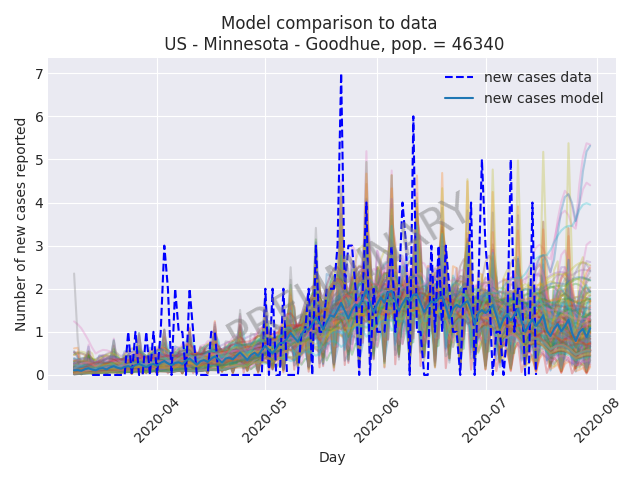 Model comparison to data
US - Minnesota - Goodhue, pop. = 46340
new cases data
new cases model
Number of new cases reported
7
6
5
4
3
2
1
0
PRELIMINARY
2020-04
2020-05
2020-06
2020-07
2020-08
Day